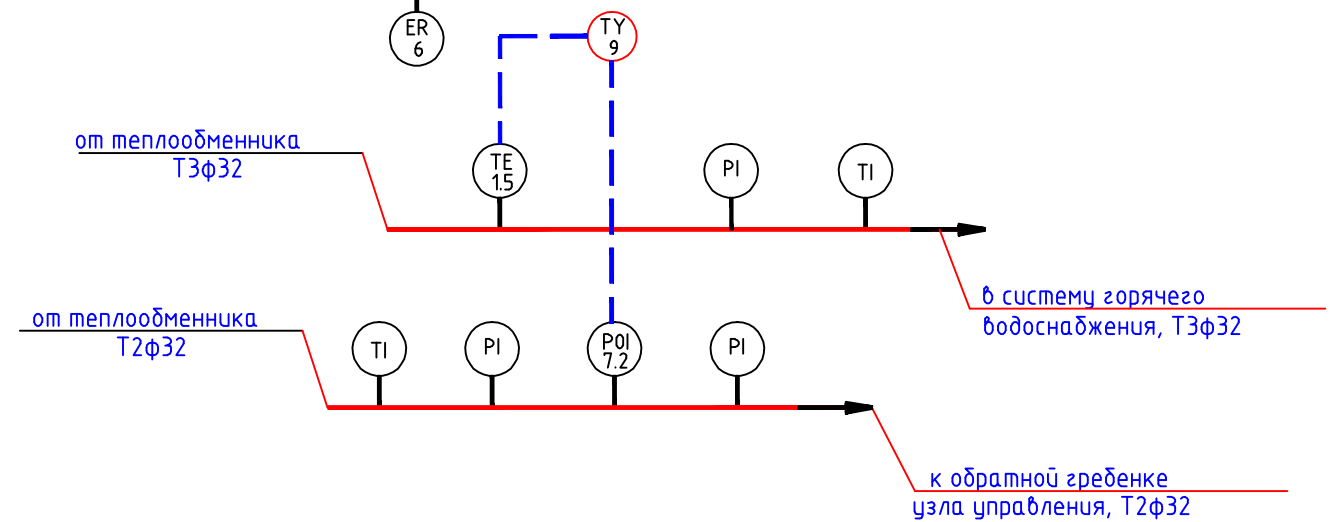 ER
6
TY
9
от теплообменника
Т3ф32
TE
1.5
PI
TI
в систему горячего
водоснабжения, Т3ф32
от теплообменника
Т2ф32
TI
PI
POI
7.2
PI
к обратной гребенке
узла управления, Т2ф32